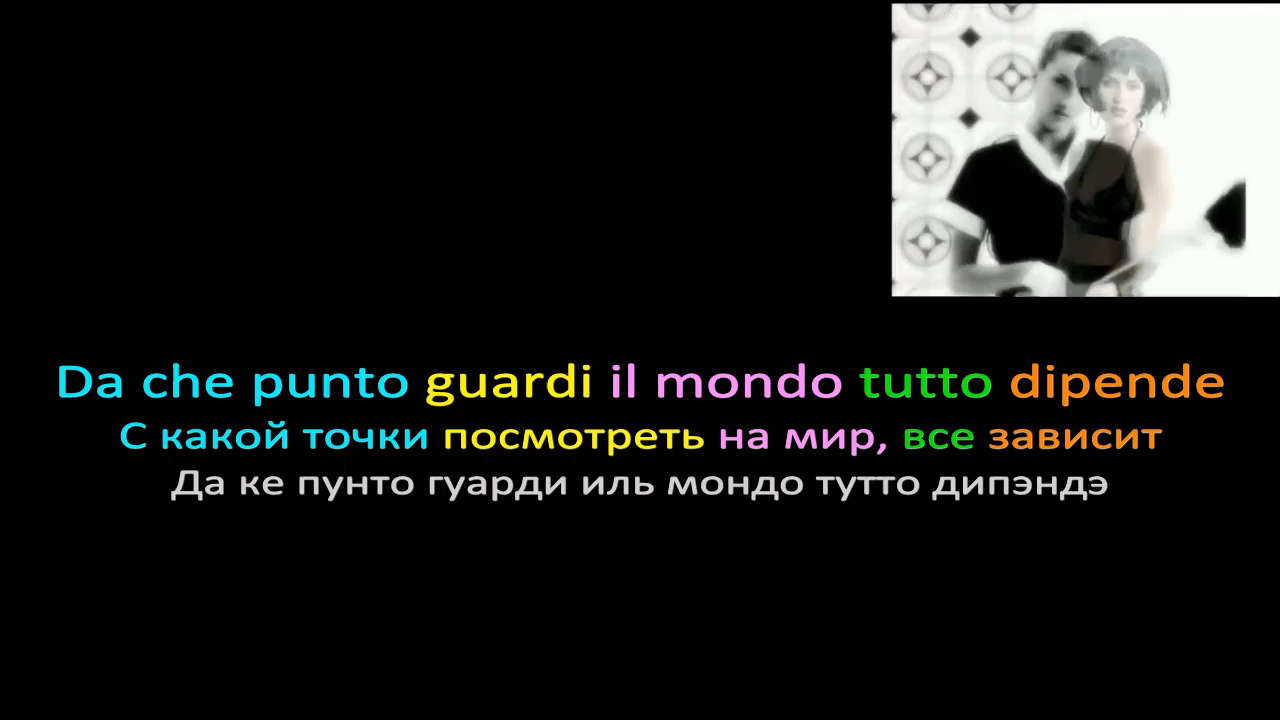 Da che punto guardi il mondo tutto dipende
С какой точки посмотреть на мир, все зависит
Да ке пунто гуарди иль мондо тутто дипэндэ